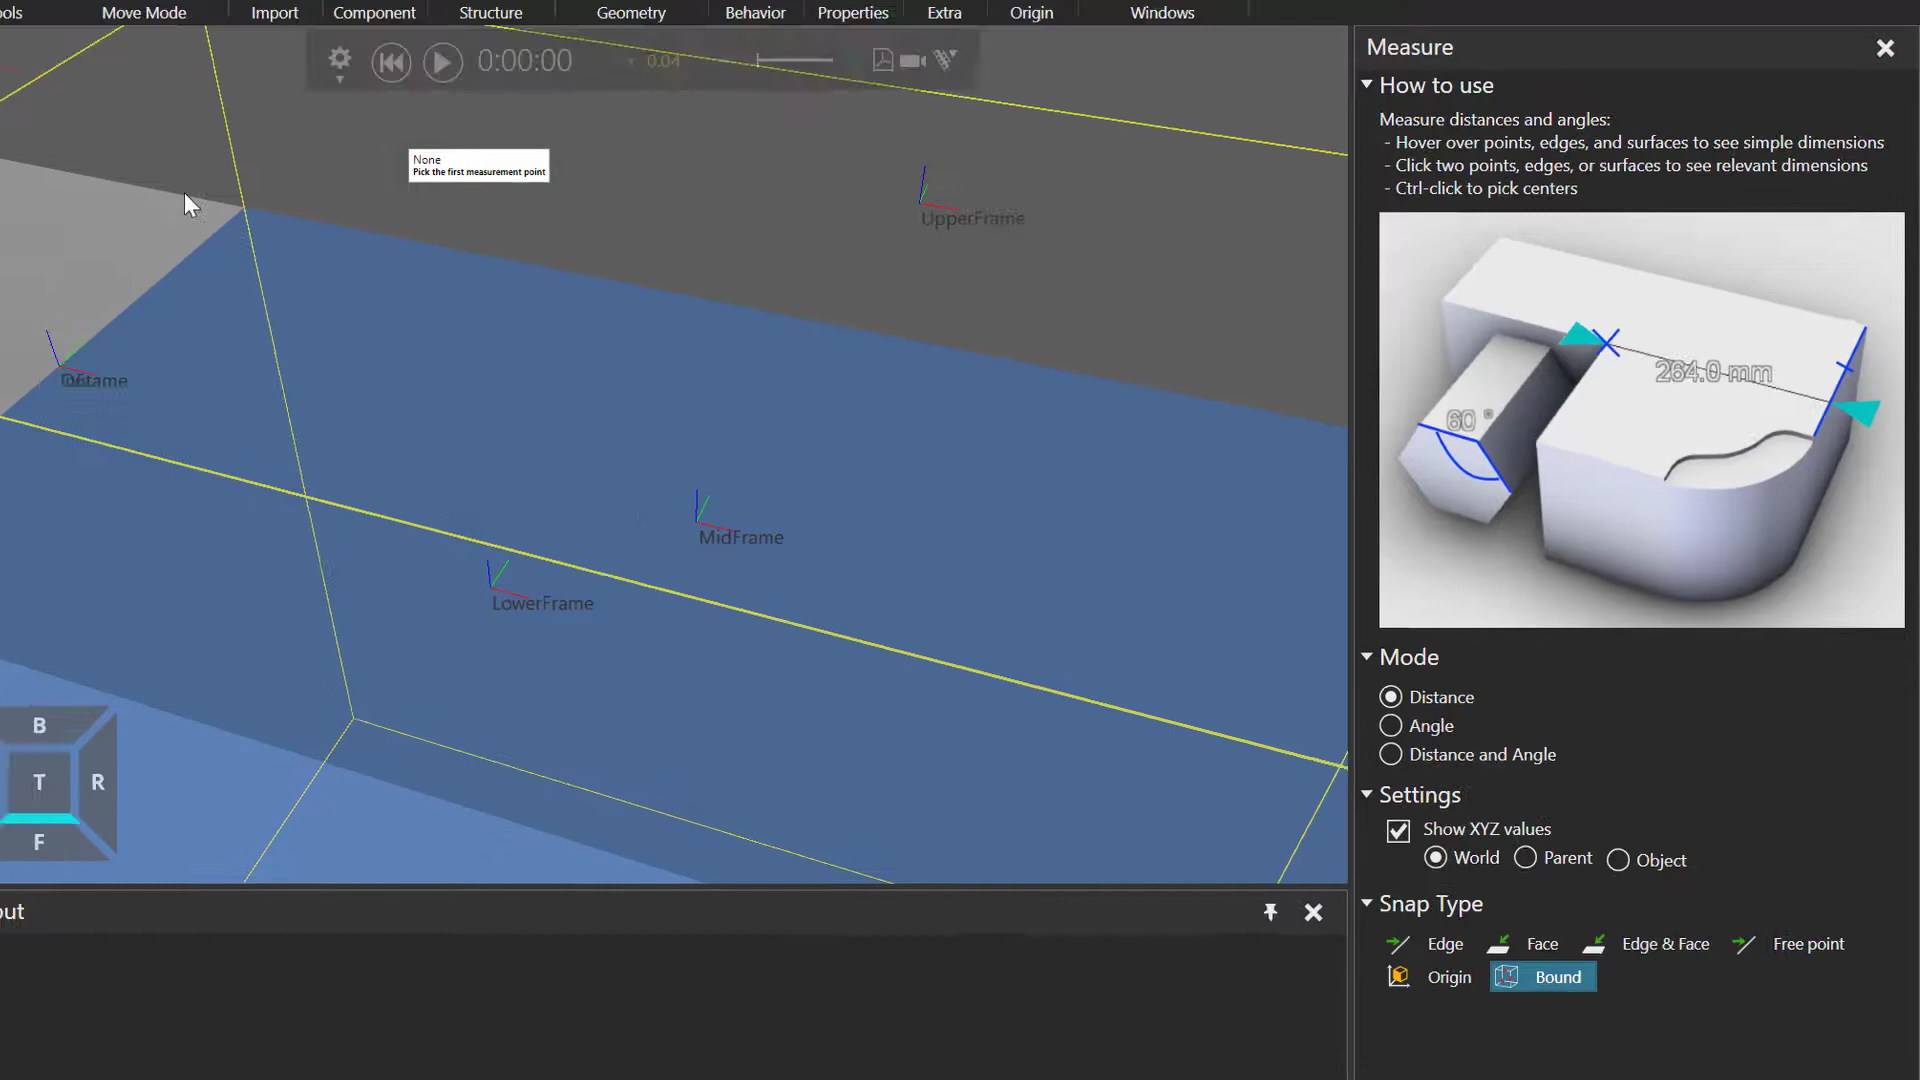 ols
Move Mode
Import
Component
Structure
Geometry
Behavior
Properties
Extra
Origin
Windows
0:00:00
0.04
None
Pick the first measurement point
UpperFrame
MidFrame
LowerFrame
B
T
R
F
out
Measure
How to use
Measure distances and angles:
- Hover over points, edges, and surfaces to see simple dimensions
- Click two points, edges, or surfaces to see relevant dimensions
- Ctrl-click to pick centers
264.0 mm
60 °
Mode
Distance
Angle
Distance and Angle
Settings
Show XYZ values
World
Parent
Object
Snap Type
Edge
Face
Edge & Face
Free point
Origin
Bound